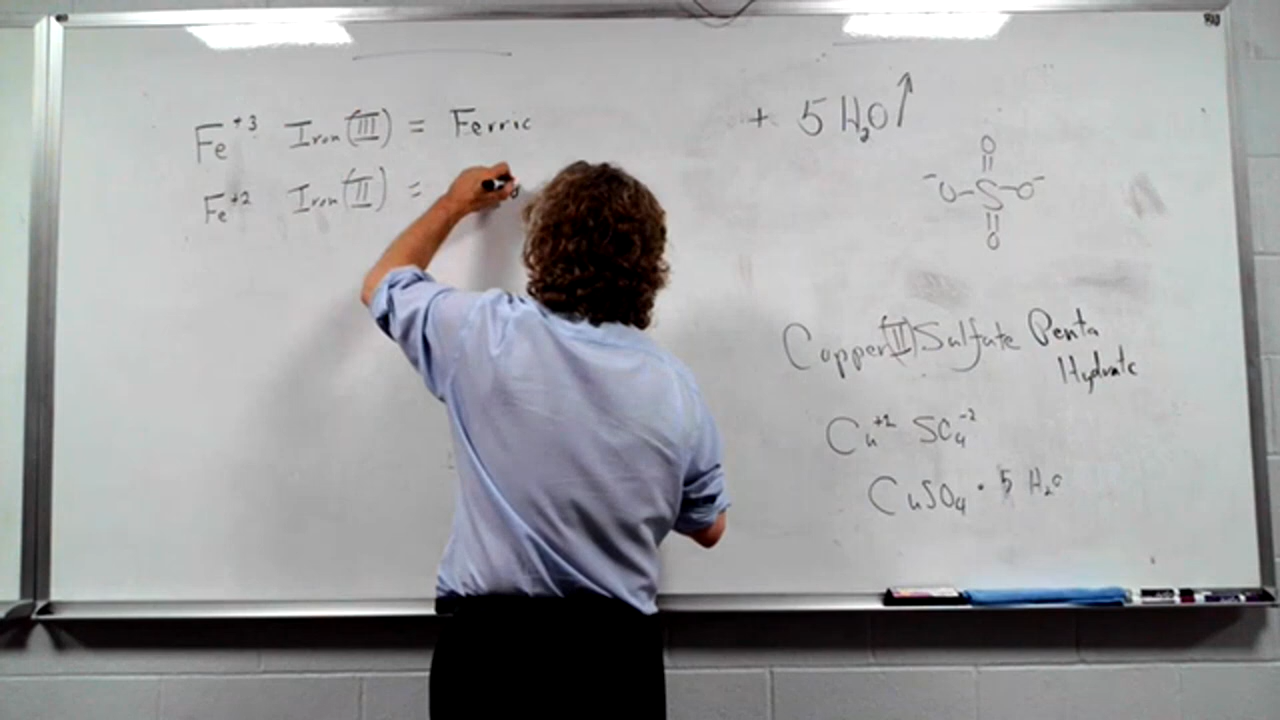 Fe+3 Iron (III) = Ferric
Fe+2 Iron (II) =
+ 5 H2O ↑
O
-O-S-O-
O
Copper (II) Sulfate Penta
Hydrate
Cu+2 SO4-2
CuSO4 • 5 H2O